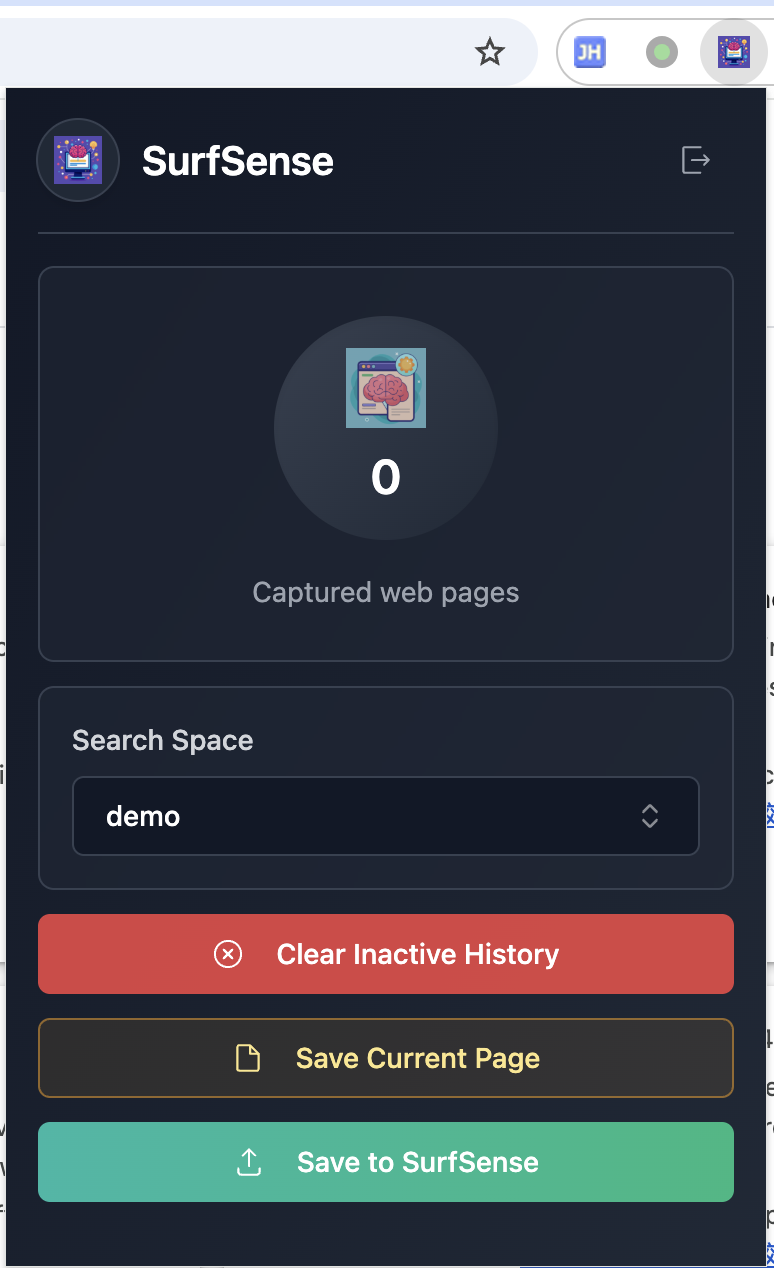 JH
SurfSense
0
Captured web pages
Search Space
demo
Clear Inactive History
Save Current Page
Save to SurfSense